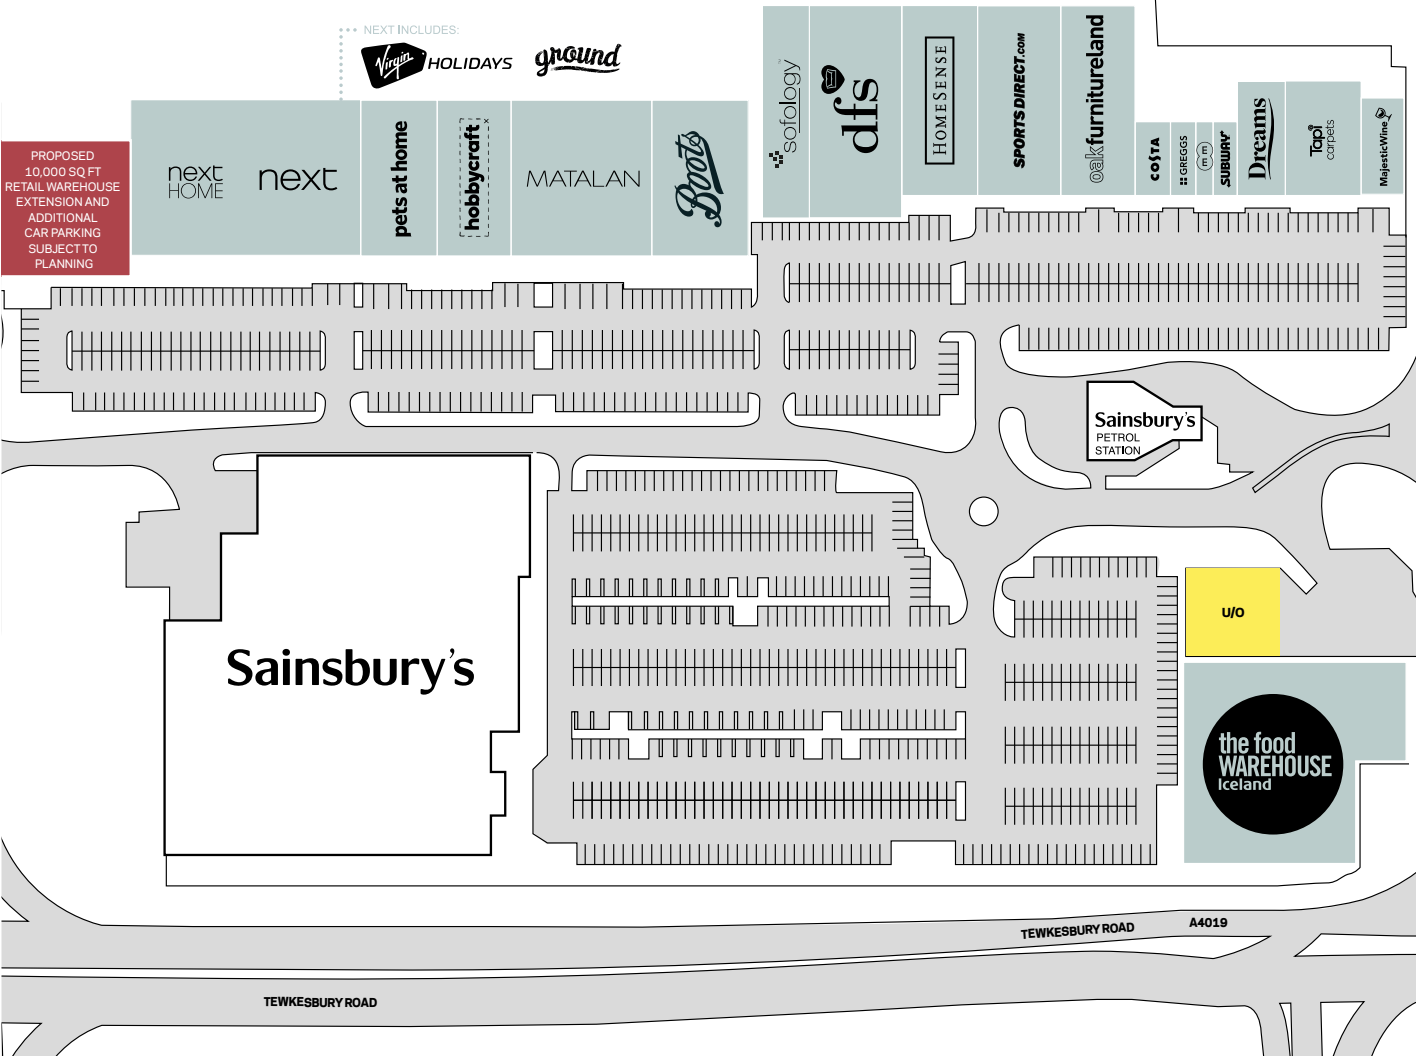 NEXT INCLUDES:
Virgin HOLIDAYS
ground
PROPOSED
10,000 SQ FT
RETAIL WAREHOUSE
EXTENSION AND
ADDITIONAL
CAR PARKING
SUBJECT TO
PLANNING
next
HOME
next
pets at home
hobbycraft
MATALAN
Boots
sofology
dfs
HOMESENSE
SPORTS DIRECT.COM
oakfurnitureland
COSTA
GREGGS
EE
SUBWAY
Dreams
Tapi
carpets
MajesticWine
Sainsbury's
PETROL
STATION
Sainsbury's
U/O
the food
WAREHOUSE
Iceland
TEWKESBURY ROAD
A4019
TEWKESBURY ROAD